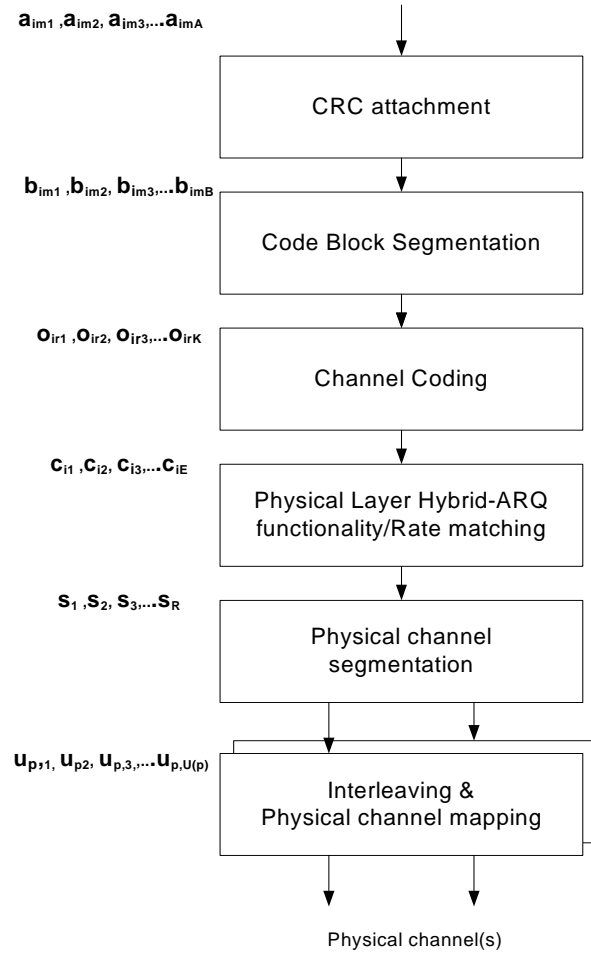 a_im1 ,a_im2, a_im3,...a_imA
CRC attachment
b_im1 ,b_im2, b_im3,...b_imB
Code Block Segmentation
o_ir1 ,o_ir2, o_ir3,...o_irK
Channel Coding
c_i1 ,c_i2, c_i3,...c_iE
Physical Layer Hybrid-ARQ
functionality/Rate matching
s_1 ,s_2, s_3,...s_R
Physical channel
segmentation
u_p,1, u_p2, u_p,3,...u_p,U(p)
Interleaving &
Physical channel mapping
Physical channel(s)